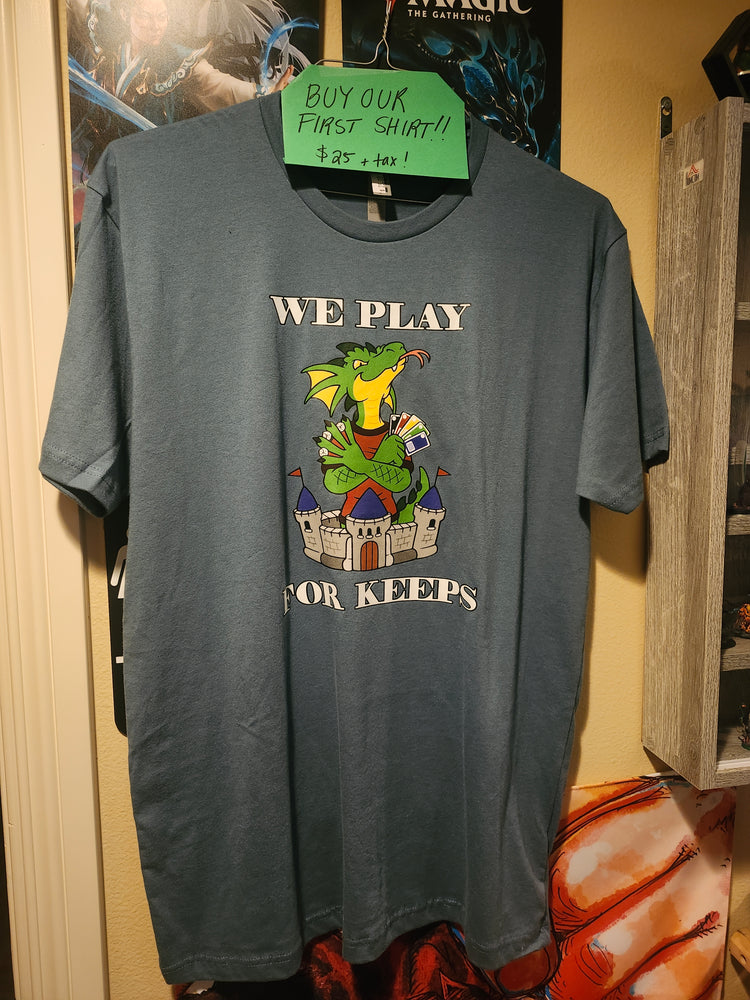 MAGIC
THE GATHERING
BUY OUR
FIRST SHIRT!!
$25 + tax!
WE PLAY
FOR KEEPS